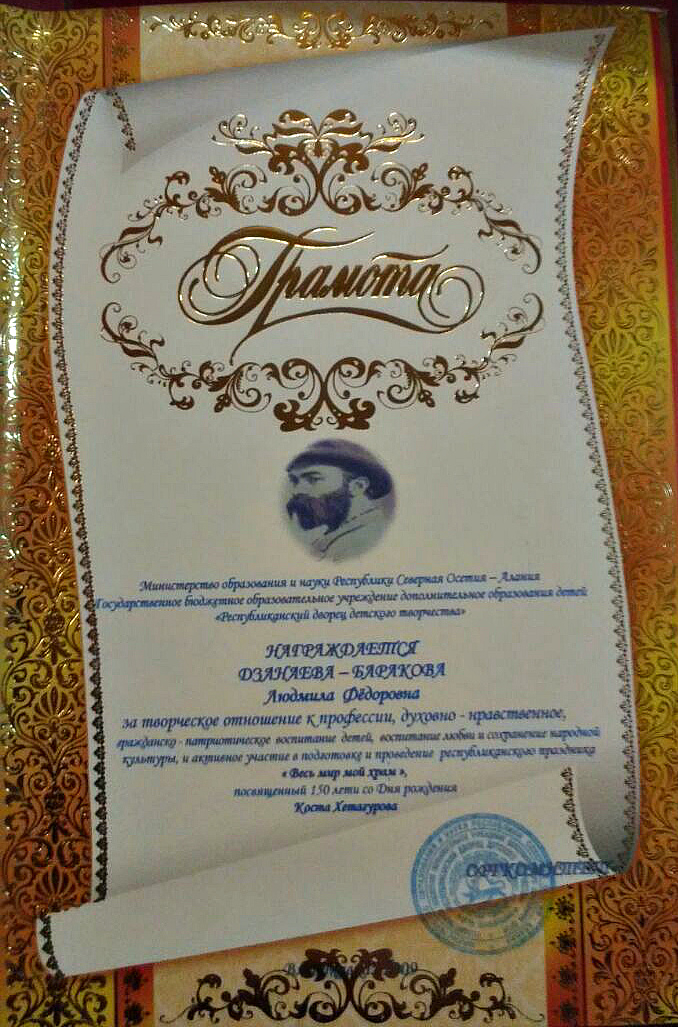 Грамота
Министерство образования и науки Республики Северная Осетия – Алания
Государственное бюджетное образовательное учреждение дополнительное образования детей
«Республиканский дворец детского творчества»
НАГРАЖДАЕТСЯ
ДЗАНАЕВА – БАРАКОВА
Людмила Фёдоровна
за творческое отношение к профессии, духовно - нравственное,
гражданско - патриотическое воспитание детей, воспитание любви и сохранение народной
культуры, и активное участие в подготовке и проведение республиканского праздника
« Весь мир мой храм »,
посвященный 150 лети со Дня рождения
Коста Хетагурова
ОРГКОМИТЕТ